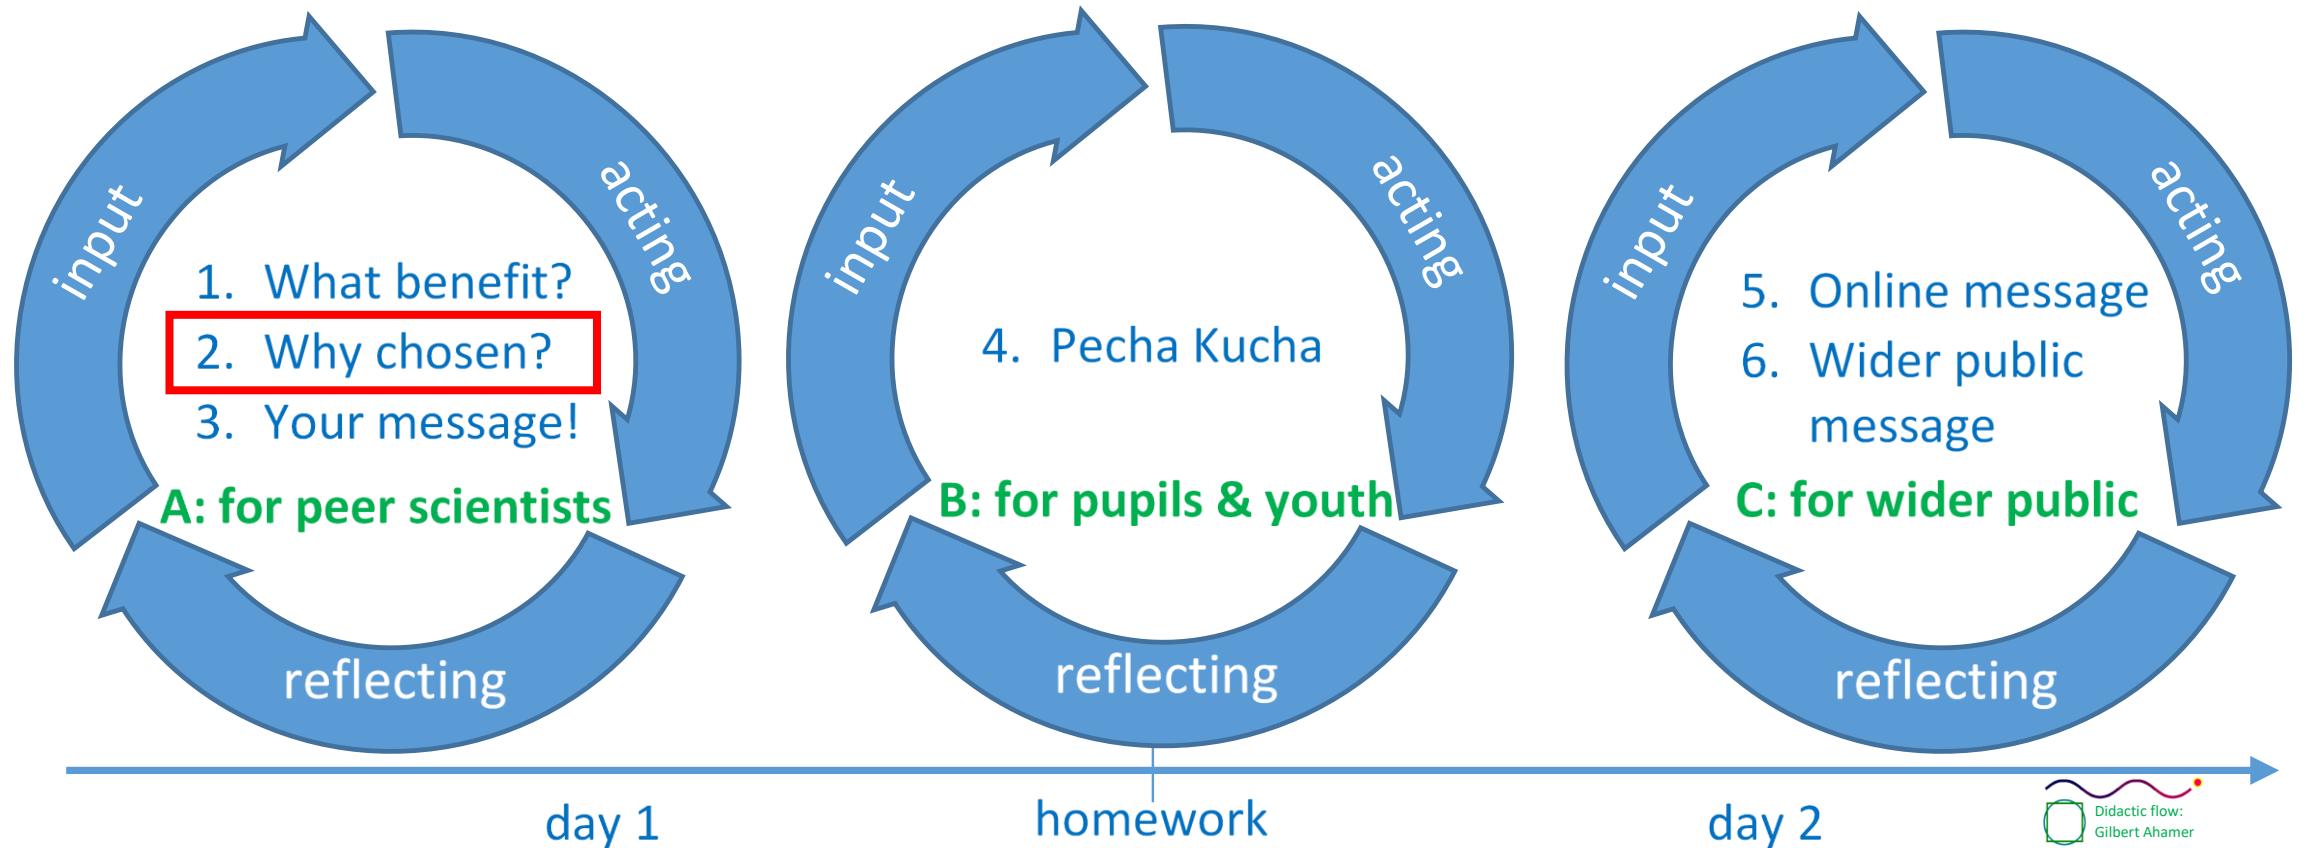 input
acting
1. What benefit?
2. Why chosen?
3. Your message!
A: for peer scientists
reflecting
input
acting
4. Pecha Kucha
B: for pupils & youth
reflecting
input
acting
5. Online message
6. Wider public
message
C: for wider public
reflecting
day 1
homework
day 2
Didactic flow:
Gilbert Ahamer